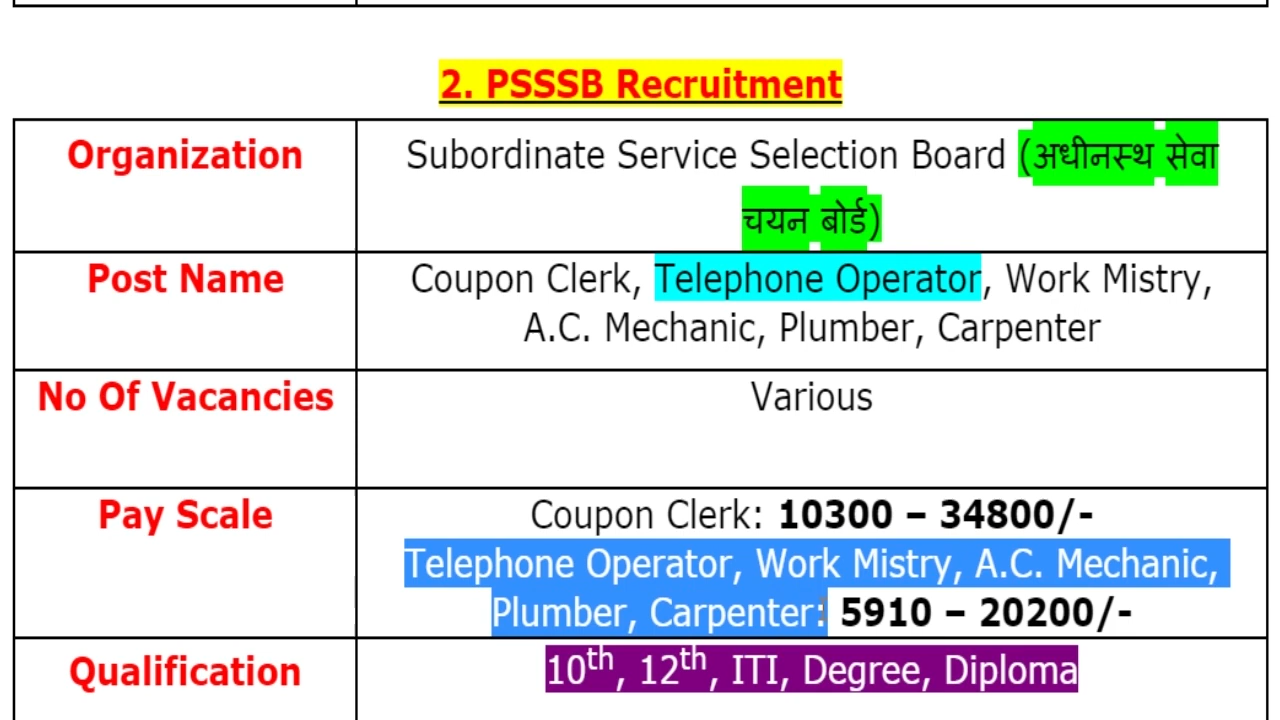 2. PSSSB Recruitment
Organization
Subordinate Service Selection Board (अधीनस्थ सेवा
चयन बोर्ड)
Post Name
Coupon Clerk, Telephone Operator, Work Mistry,
A.C. Mechanic, Plumber, Carpenter
No Of Vacancies
Various
Pay Scale
Coupon Clerk: 10300 – 34800/-
Telephone Operator, Work Mistry, A.C. Mechanic,
Plumber, Carpenter: 5910 – 20200/-
Qualification
10th, 12th, ITI, Degree, Diploma